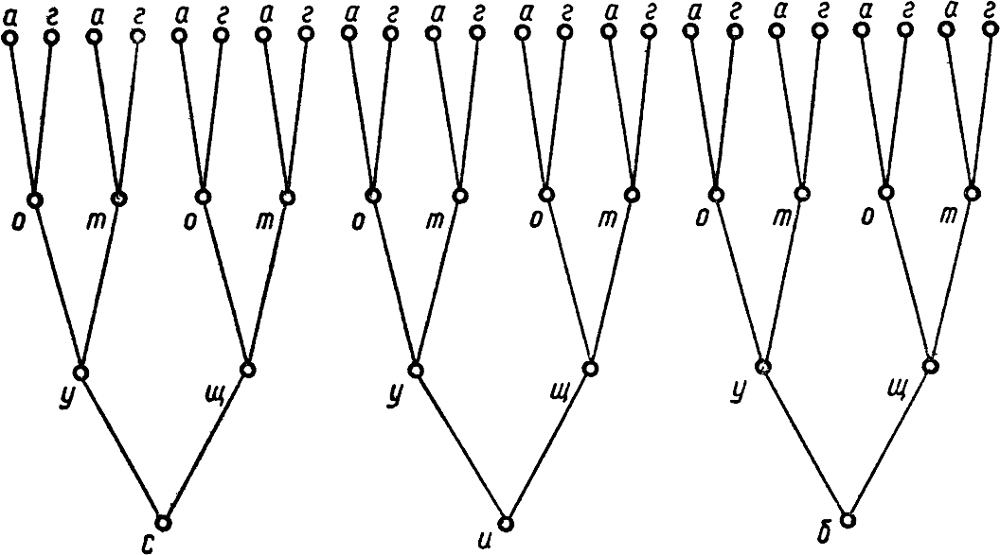 а г а г а г а г а г а г а г а г а г а г а г а г
о т о т о т о т о т о т
у щ у щ у щ
с и б